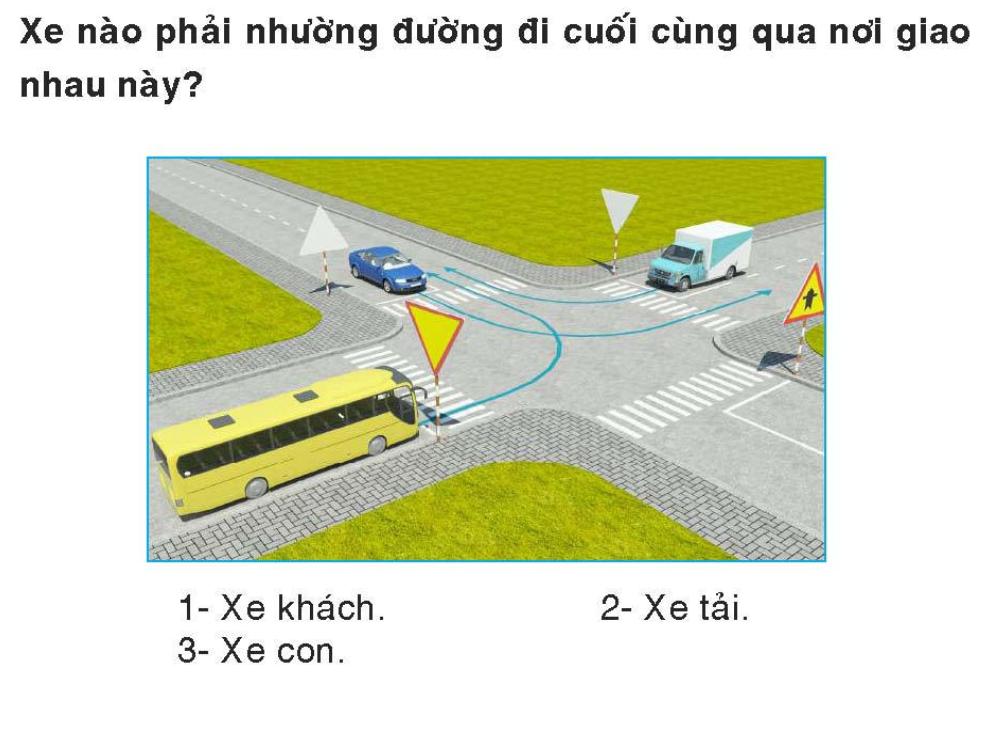 Xe nào phải nhường đường đi cuối cùng qua nơi giao
nhau này?
1- Xe khách.
2- Xe tải.
3- Xe con.